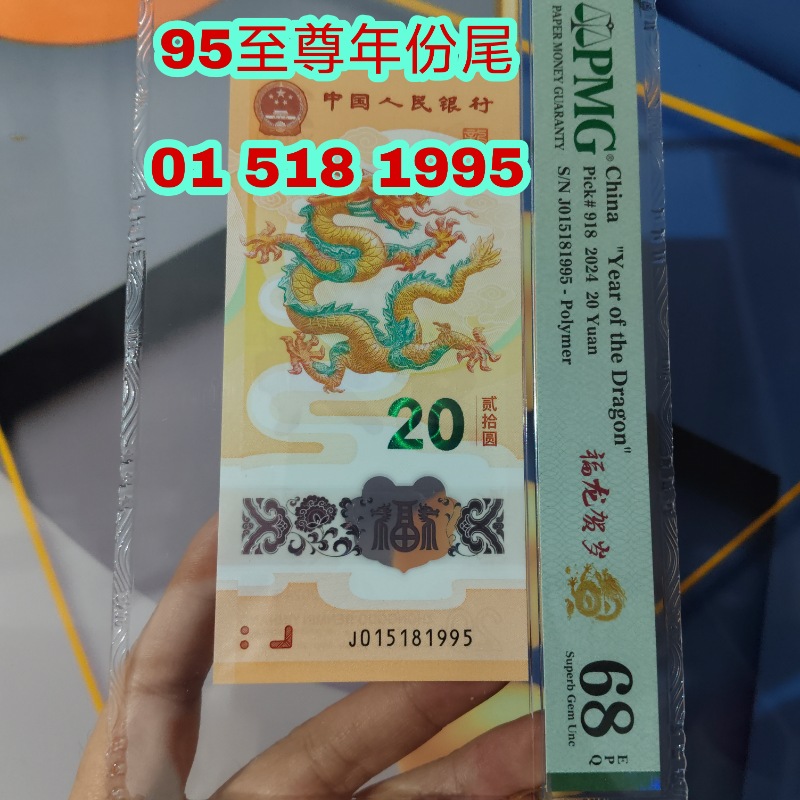 95至尊年份尾
中国人民银行
01 518 1995
20
贰拾圆
福
J015181995
PMG®
PAPER MONEY GUARANTY
China "Year of the Dragon"
Pick# 918 2024 20 Yuan
S/N J015181995 - Polymer
福龙贺岁
68
EPQ
Superb Gem Unc